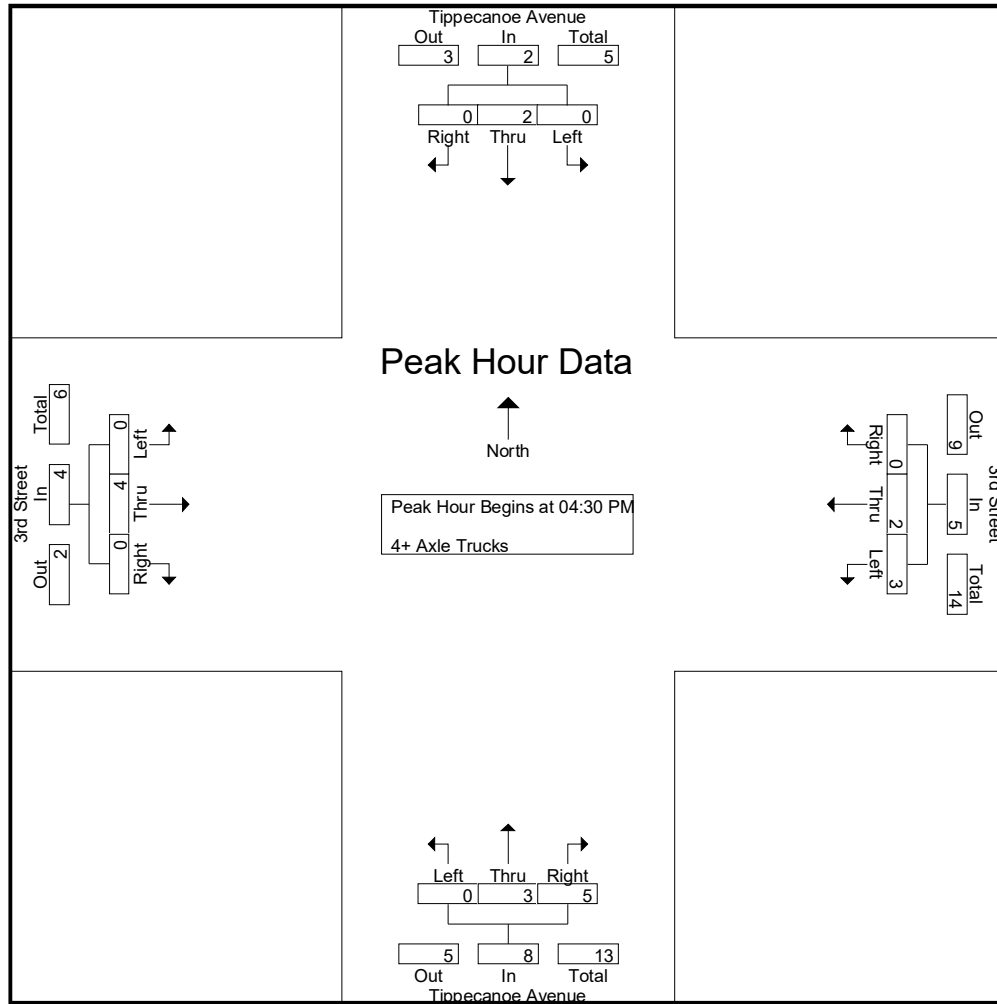 Tippecanoe Avenue
Out In Total
3 2 5
0 2 0
Right Thru Left
Peak Hour Data
North
Peak Hour Begins at 04:30 PM
4+ Axle Trucks
3rd Street
Out In Total
2 4 6
Left Thru Right
0 4 0
3rd Street
Out In Total
9 5 14
Right Thru Left
0 2 3
Left Thru Right
0 3 5
5 8 13
Out In Total
Tippecanoe Avenue